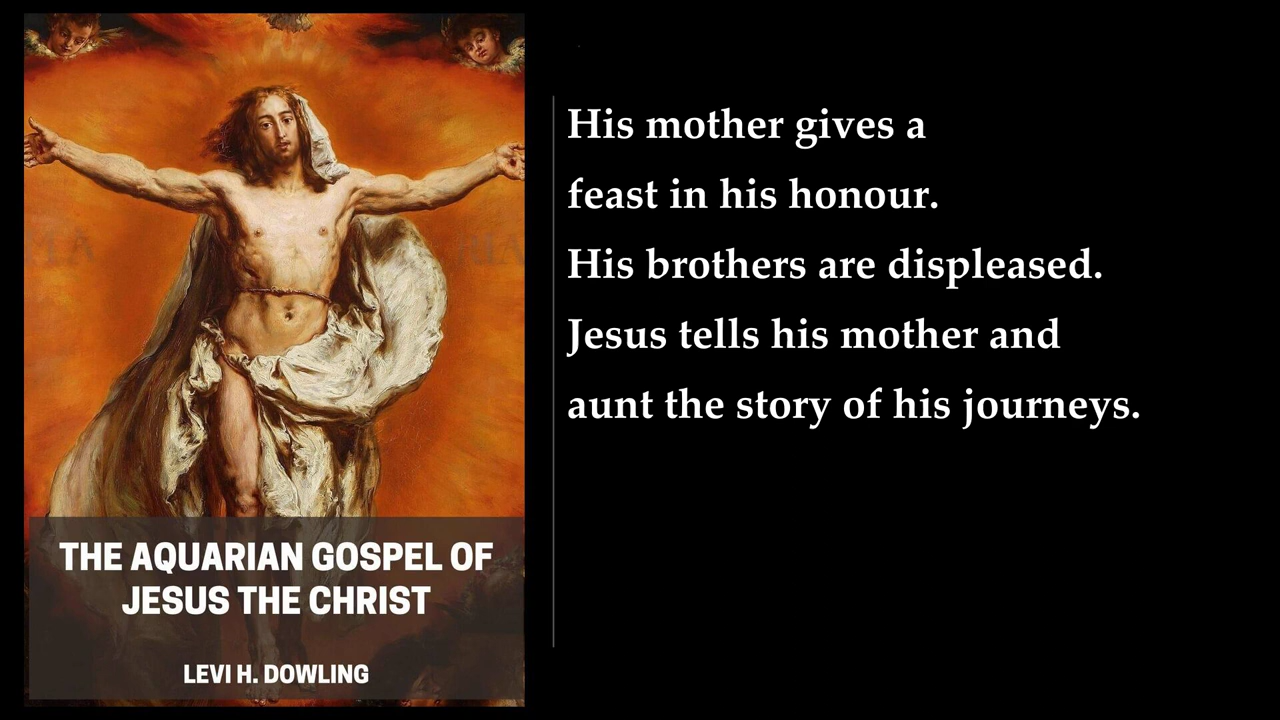 His mother gives a
feast in his honour.
His brothers are displeased.
Jesus tells his mother and
aunt the story of his journeys.
THE AQUARIAN GOSPEL OF
JESUS THE CHRIST
LEVI H. DOWLING